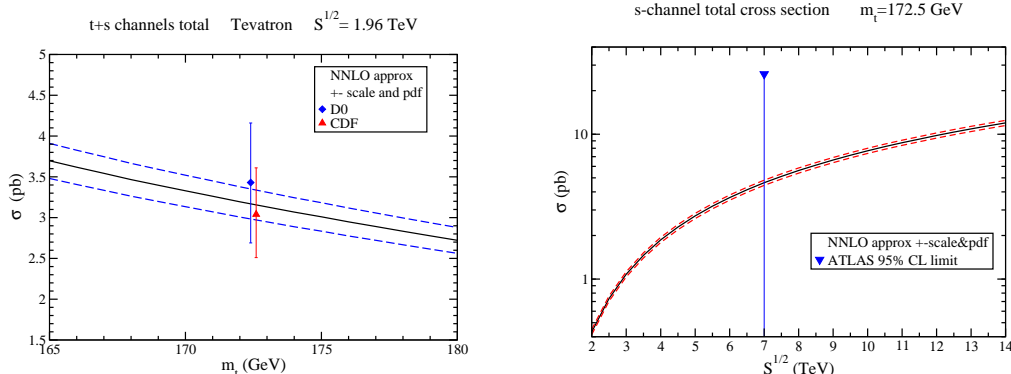 t+s channels total Tevatron S^1/2= 1.96 TeV
5
4.5
4
3.5
3
2.5
2
1.5
σ (pb)
NNLO approx
+- scale and pdf
D0
CDF
165 170 175 180
m_t (GeV)
s-channel total cross section m_t=172.5 GeV
10
1
σ (pb)
NNLO approx +-scale&pdf
ATLAS 95% CL limit
2 3 4 5 6 7 8 9 10 11 12 13 14
S^1/2 (TeV)